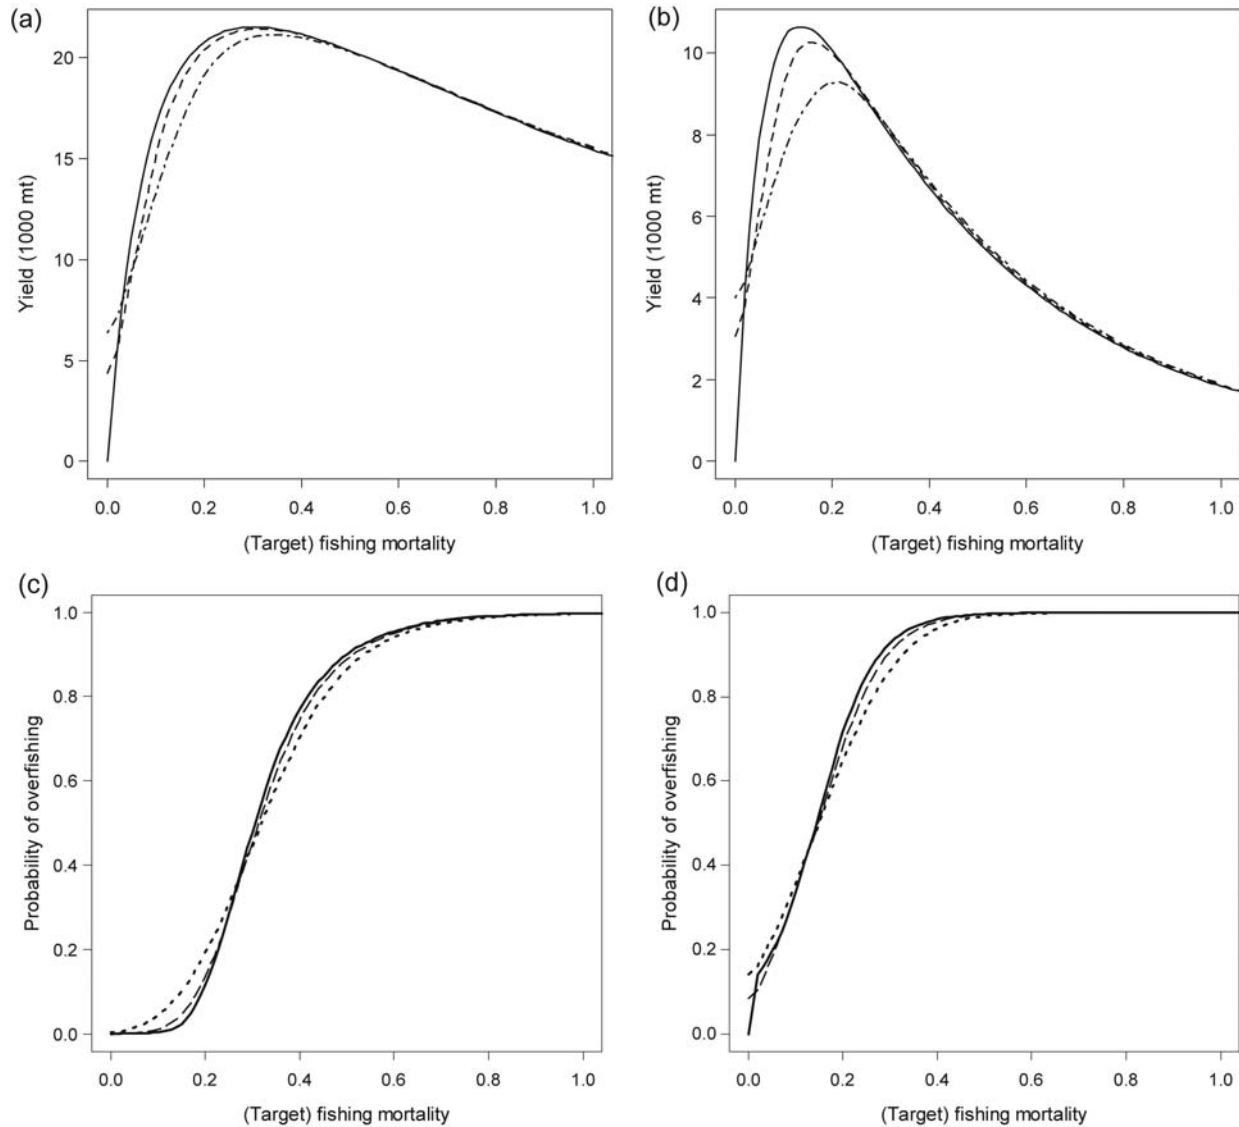 (a)
Yield (1000 mt)
20
15
10
5
0
0.0 0.2 0.4 0.6 0.8 1.0
(Target) fishing mortality
(b)
Yield (1000 mt)
10
8
6
4
2
0
0.0 0.2 0.4 0.6 0.8 1.0
(Target) fishing mortality
(c)
Probability of overfishing
1.0
0.8
0.6
0.4
0.2
0.0
0.0 0.2 0.4 0.6 0.8 1.0
(Target) fishing mortality
(d)
Probability of overfishing
1.0
0.8
0.6
0.4
0.2
0.0
0.0 0.2 0.4 0.6 0.8 1.0
(Target) fishing mortality